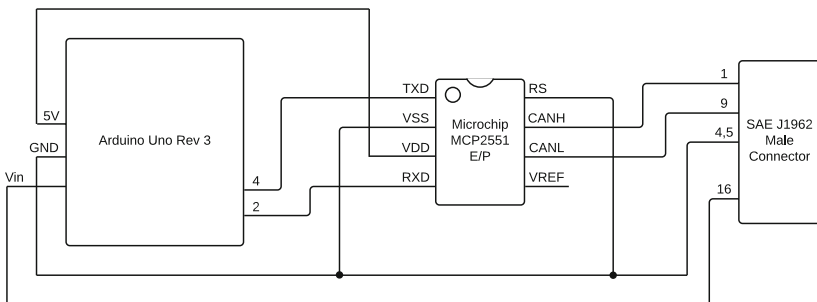 5V
GND
Vin
Arduino Uno Rev 3
4
2
TXD
VSS
VDD
RXD
Microchip
MCP2551
E/P
RS
CANH
CANL
VREF
1
9
4,5
16
SAE J1962
Male
Connector